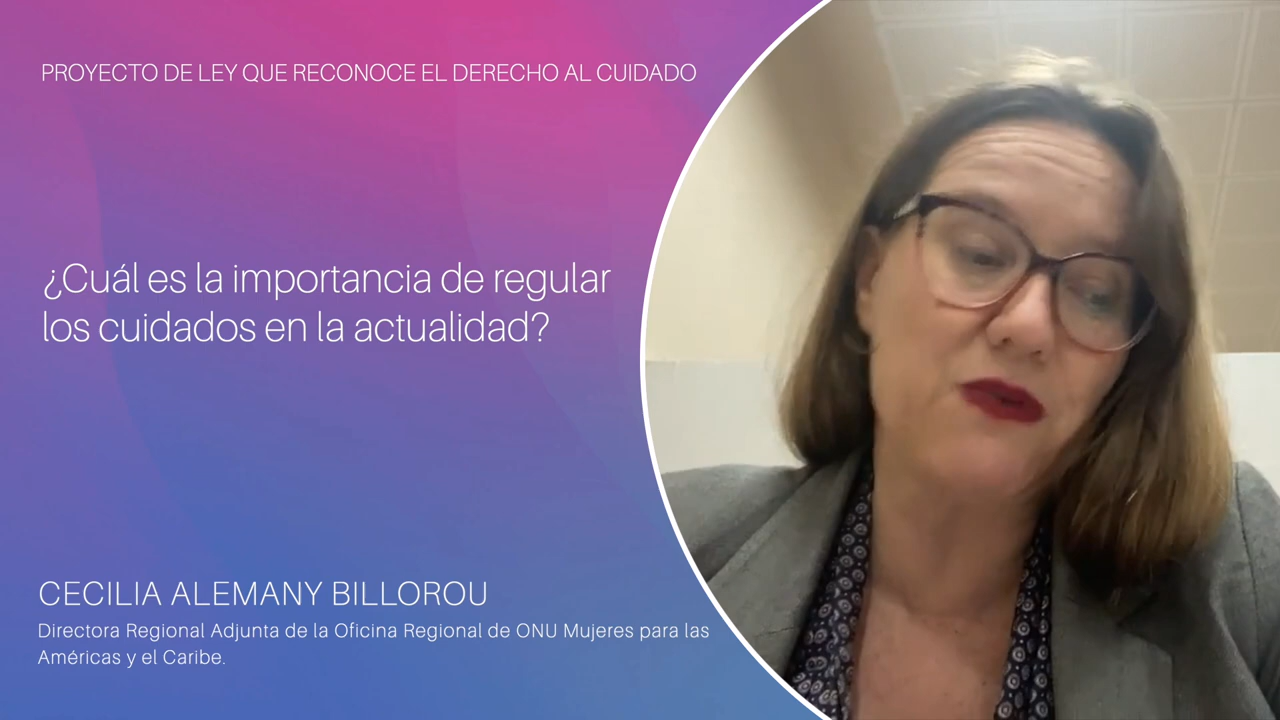 PROYECTO DE LEY QUE RECONOCE EL DERECHO AL CUIDADO
¿Cuál es la importancia de regular
los cuidados en la actualidad?
CECILIA ALEMANY BILLOROU
Directora Regional Adjunta de la Oficina Regional de ONU Mujeres para las
Américas y el Caribe.